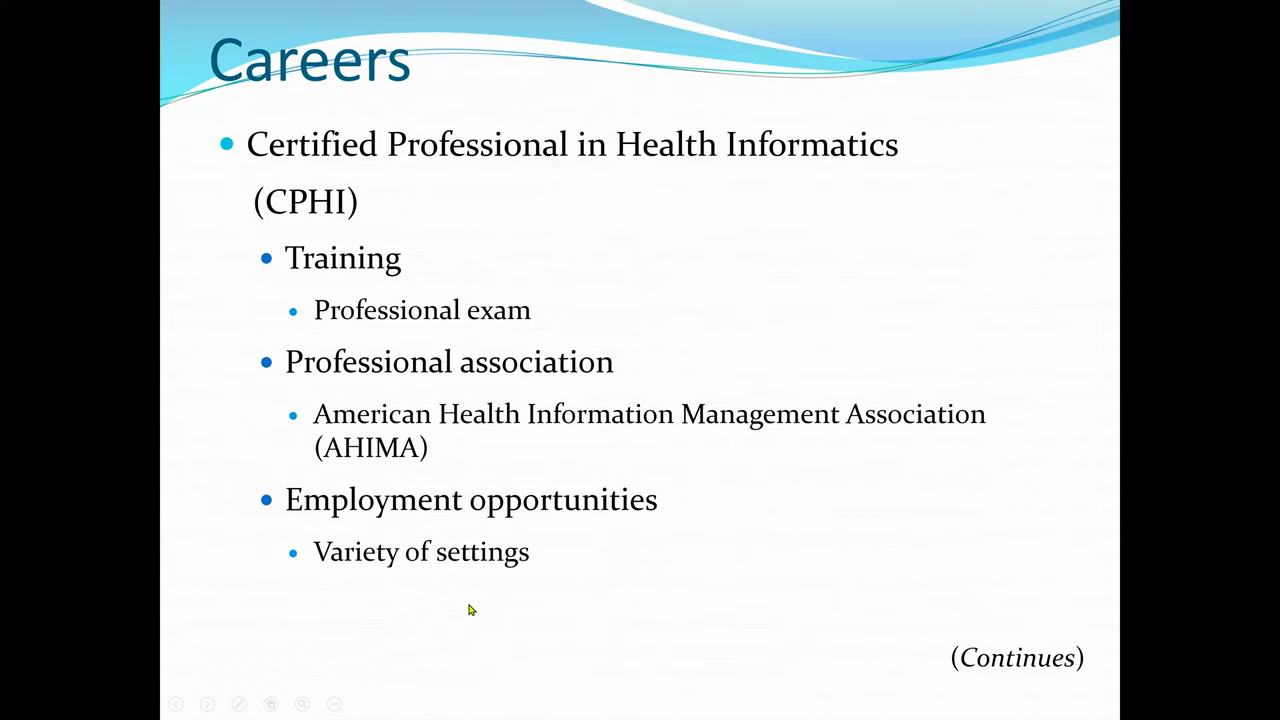 Careers
Certified Professional in Health Informatics
(CPHI)
Training
Professional exam
Professional association
American Health Information Management Association
(AHIMA)
Employment opportunities
Variety of settings
(Continues)